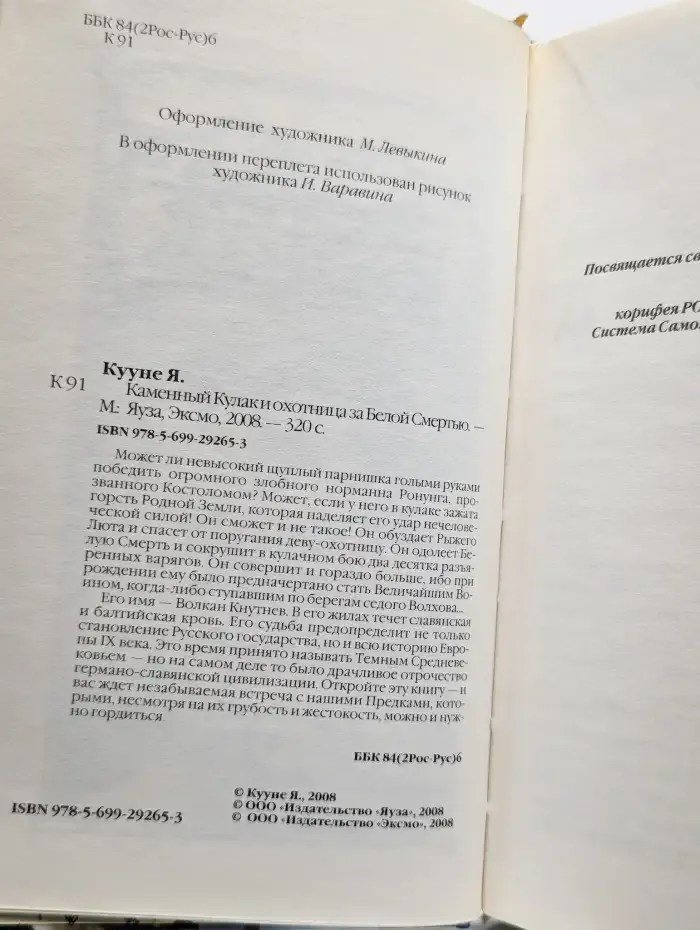 ББК 84(2Рос-Рус)6
К 91
Оформление художника М. Левыкина
В оформлении переплета использован рисунок
художника И. Варавина
Кууне Я.
К 91
Каменный Кулак и охотница за Белой Смертью. —
М.: Яуза, Эксмо, 2008. — 320 с.
ISBN 978-5-699-29265-3
Может ли невысокий щуплый парнишка голыми руками
победить огромного злобного норманна Ронунга, про-
званного Костоломом? Может, если у него в кулаке зажата
горсть Родной Земли, которая наделяет его удар нечелове-
ческой силой! Он сможет и не такое! Он обуздает Рыжего
Люта и спасет от поругания деву-охотницу. Он одолеет Бе-
лую Смерть и сокрушит в кулачном бою два десятка разъя-
ренных варягов. Он совершит и гораздо больше, ибо при
рождении ему было предначертано стать Величайшим Во-
ином, когда-либо ступавшим по берегам седого Волхова...
Его имя — Волкан Кнутнев. В его жилах течет славянская
и балтийская кровь. Его судьба предопределит не только
становление Русского государства, но и всю историю Евро-
пы IX века. Это время принято называть Темным Средневе-
ковьем — но на самом деле то было драчливое отрочество
германо-славянской цивилизации. Откройте эту книгу — и
вас ждет незабываемая встреча с нашими Предками, кото-
рыми, несмотря на их грубость и жестокость, можно и нуж-
но гордиться.
ББК 84(2Рос-Рус)6
© Кууне Я., 2008
© ООО «Издательство «Яуза», 2008
ISBN 978-5-699-29265-3
© ООО «Издательство «Эксмо», 2008
Посвящается св
корифея РО
Система Само